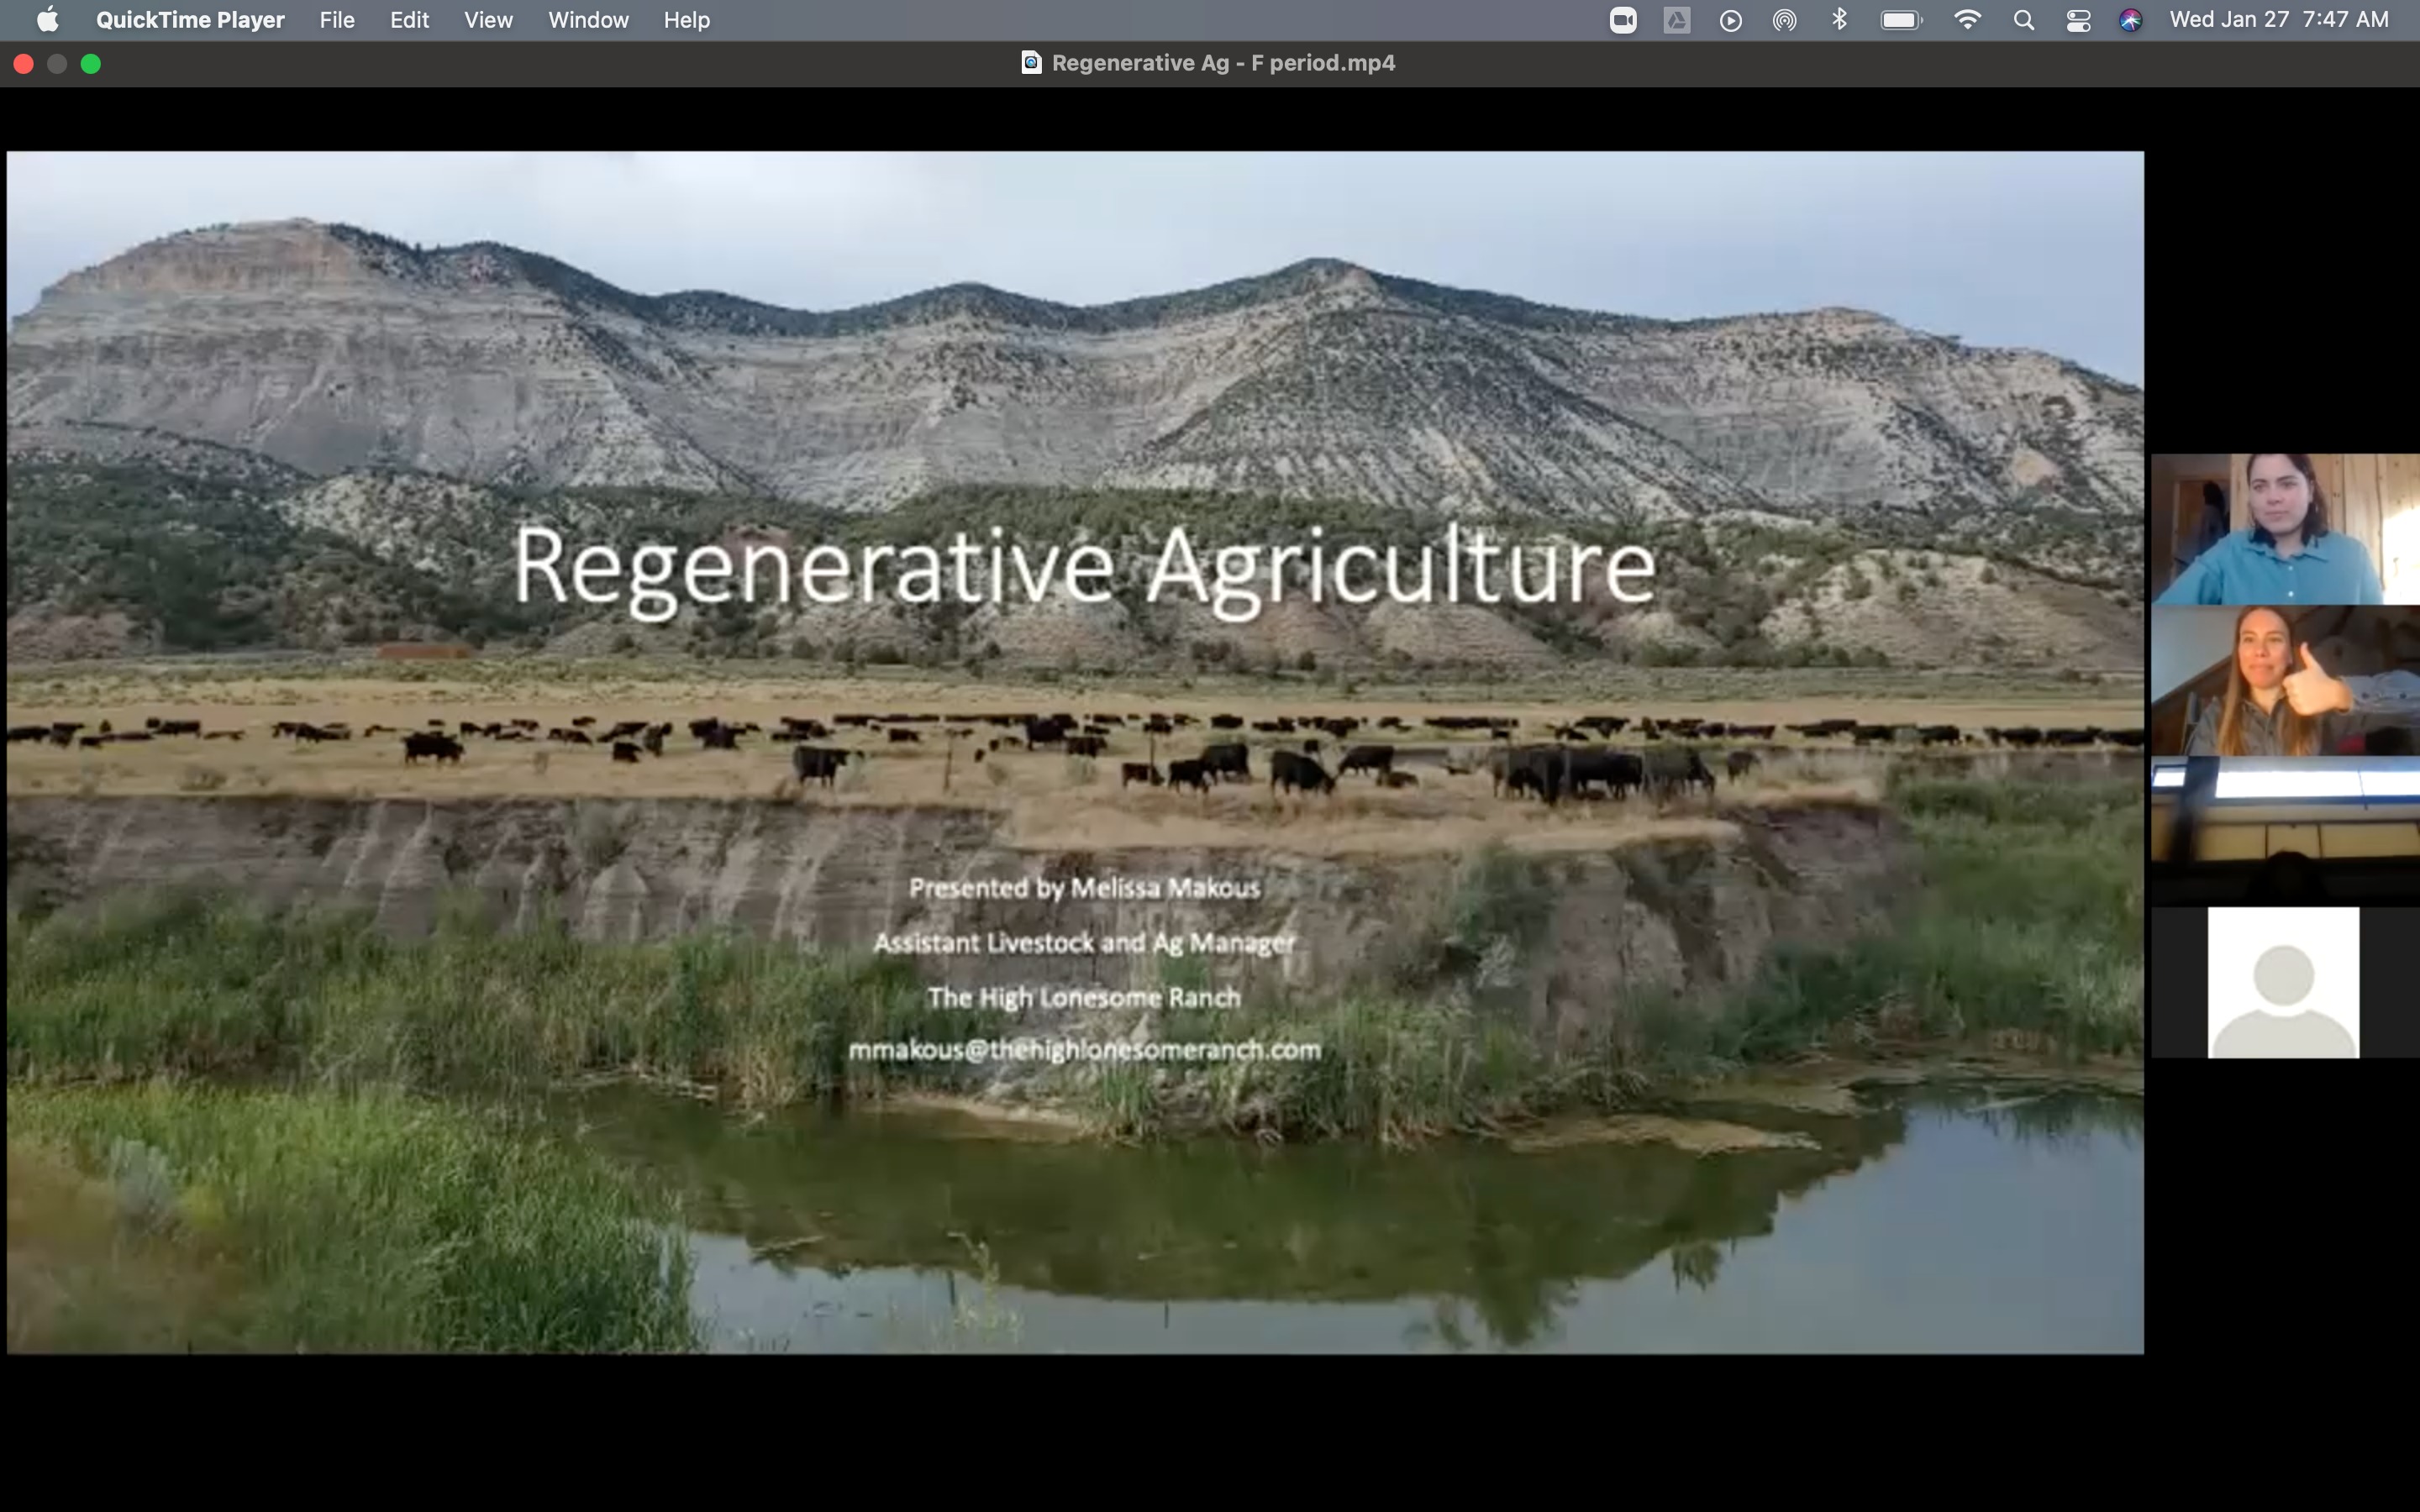 QuickTime Player File Edit View Window Help Wed Jan 27 7:47 AM
Regenerative Ag - F period.mp4
Regenerative Agriculture
Presented by Melissa Makous
Assistant Livestock and Ag Manager
The High Lonesome Ranch
mmakous@thehighlonesomeranch.com